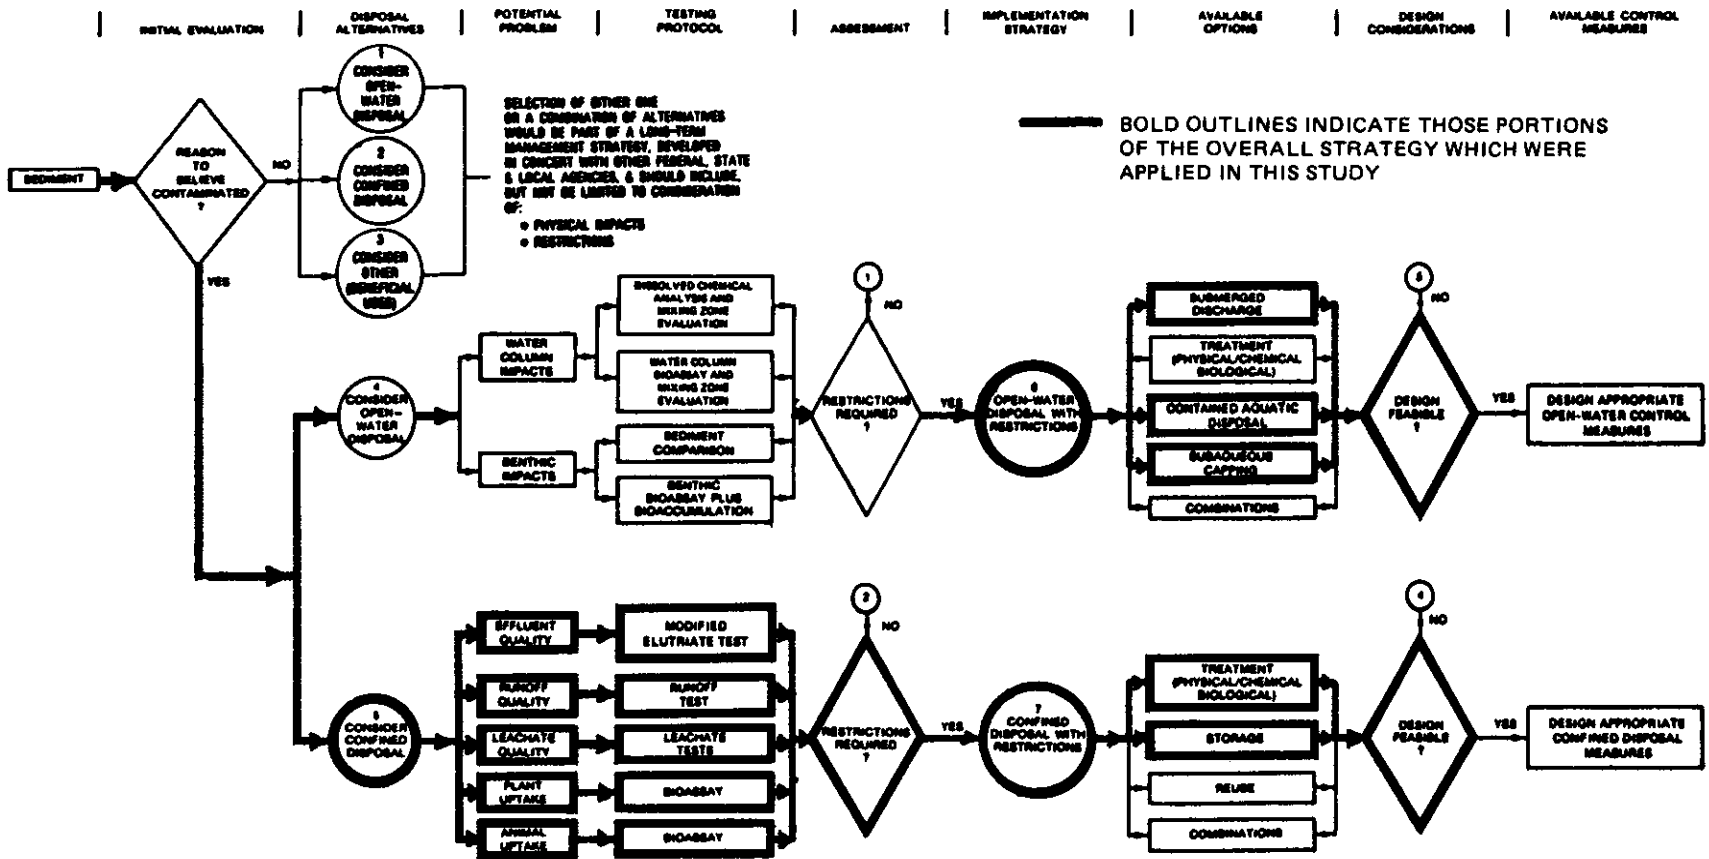 INITIAL EVALUATION
DISPOSAL
ALTERNATIVES
POTENTIAL
PROBLEM
TESTING
PROTOCOL
ASSESSMENT
IMPLEMENTATION
STRATEGY
AVAILABLE
OPTIONS
DESIGN
CONSIDERATIONS
AVAILABLE CONTROL
MEASURES
SEDIMENT
REASON
TO
BELIEVE
CONTAMINATED
?
NO
YES
1
CONSIDER
OPEN-
WATER
DISPOSAL
2
CONSIDER
CONFINED
DISPOSAL
3
CONSIDER
OTHER
(BENEFICIAL
USES)
SELECTION OF EITHER ONE
OR A COMBINATION OF ALTERNATIVES
WOULD BE PART OF A LONG-TERM
MANAGEMENT STRATEGY, DEVELOPED
IN CONCERT WITH OTHER FEDERAL, STATE
& LOCAL AGENCIES, & SHOULD INCLUDE,
BUT NOT BE LIMITED TO CONSIDERATION
OF:
• PHYSICAL IMPACTS
• RESTRICTIONS
BOLD OUTLINES INDICATE THOSE PORTIONS
OF THE OVERALL STRATEGY WHICH WERE
APPLIED IN THIS STUDY
4
CONSIDER
OPEN-
WATER
DISPOSAL
WATER
COLUMN
IMPACTS
BENTHIC
IMPACTS
DISSOLVED CHEMICAL
ANALYSIS AND
MIXING ZONE
EVALUATION
WATER COLUMN
BIOASSAY AND
MIXING ZONE
EVALUATION
SEDIMENT
COMPARISON
BENTHIC
BIOASSAY PLUS
BIOACCUMULATION
1
NO
RESTRICTIONS
REQUIRED
?
YES
6
OPEN-WATER
DISPOSAL WITH
RESTRICTIONS
SUBMERGED
DISCHARGE
TREATMENT
(PHYSICAL/CHEMICAL
BIOLOGICAL)
CONTAINED AQUATIC
DISPOSAL
SUBAQUEOUS
CAPPING
COMBINATIONS
5
NO
DESIGN
FEASIBLE
?
YES
DESIGN APPROPRIATE
OPEN-WATER CONTROL
MEASURES
5
CONSIDER
CONFINED
DISPOSAL
EFFLUENT
QUALITY
RUNOFF
QUALITY
LEACHATE
QUALITY
PLANT
UPTAKE
ANIMAL
UPTAKE
MODIFIED
ELUTRIATE TEST
RUNOFF
TEST
LEACHATE
TESTS
BIOASSAY
BIOASSAY
2
NO
RESTRICTIONS
REQUIRED
?
YES
7
CONFINED
DISPOSAL WITH
RESTRICTIONS
TREATMENT
(PHYSICAL/CHEMICAL
BIOLOGICAL)
STORAGE
REUSE
COMBINATIONS
4
NO
DESIGN
FEASIBLE
?
YES
DESIGN APPROPRIATE
CONFINED DISPOSAL
MEASURES